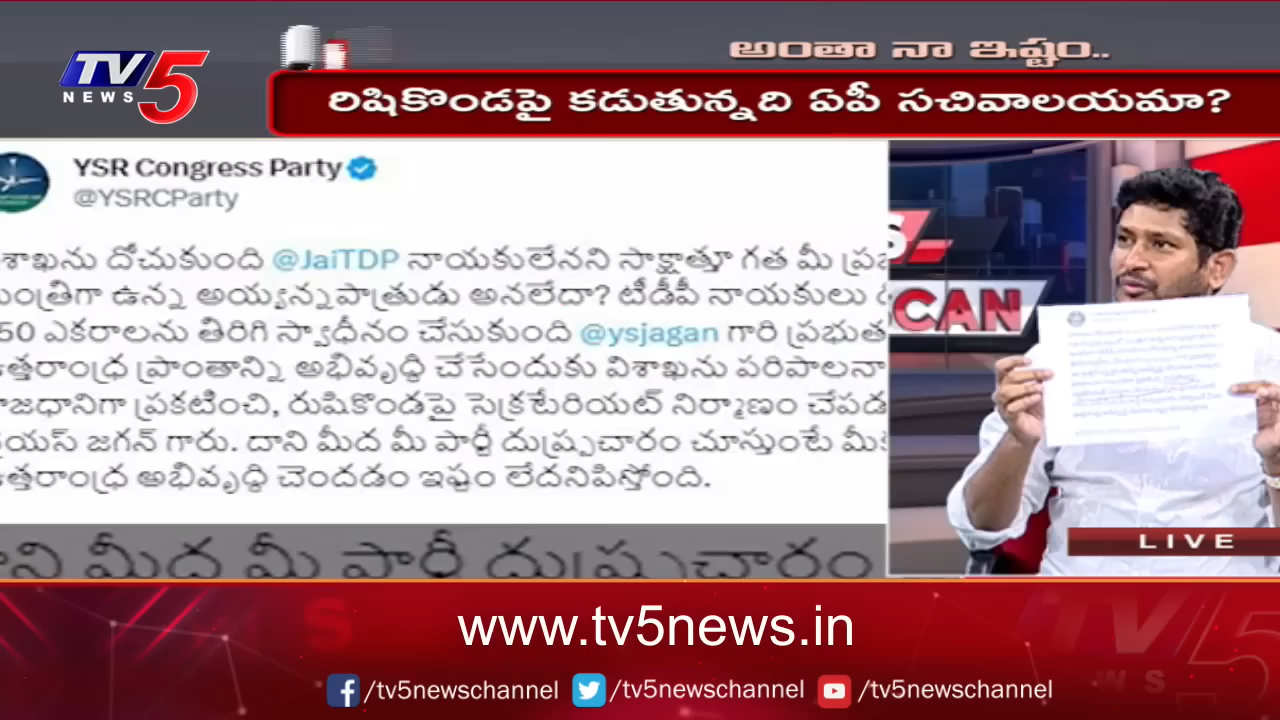 TV5
NEWS
అంతా నా ఇష్టం..
రిషికొండపై కడుతున్నది ఏపీ సచివాలయమా?
YSR Congress Party
@YSRCParty
శాఖను దోచుకుంది @JaiTDP నాయకులేనని సాక్షాత్తూ గత మీ
మంత్రిగా ఉన్న అయ్యన్నపాత్రుడు అనలేదా? టీడీపీ నాయకులు
50 ఎకరాలను తిరిగి స్వాధీనం చేసుకుంది @ysjagan గారి ప్రభుత
త్తరాంధ్ర ప్రాంతాన్ని అభివృద్ధి చేసేందుకు విశాఖను పరిపాలనా
జధానిగా ప్రకటించి, రుషికొండపై సెక్రటేరియట్ నిర్మాణం చేపడ
యస్ జగన్ గారు. దాని మీద మీ పార్టీ దుష్ప్రచారం చూస్తుంటే మీ
త్తరాంధ్ర అభివృద్ధి చెందడం ఇష్టం లేదనిపిస్తోంది.
ని మీద మీ పార్టీ దుష్ప్రచారం
SCAN
LIVE
www.tv5news.in
/tv5newschannel /tv5newschannel /tv5newschannel